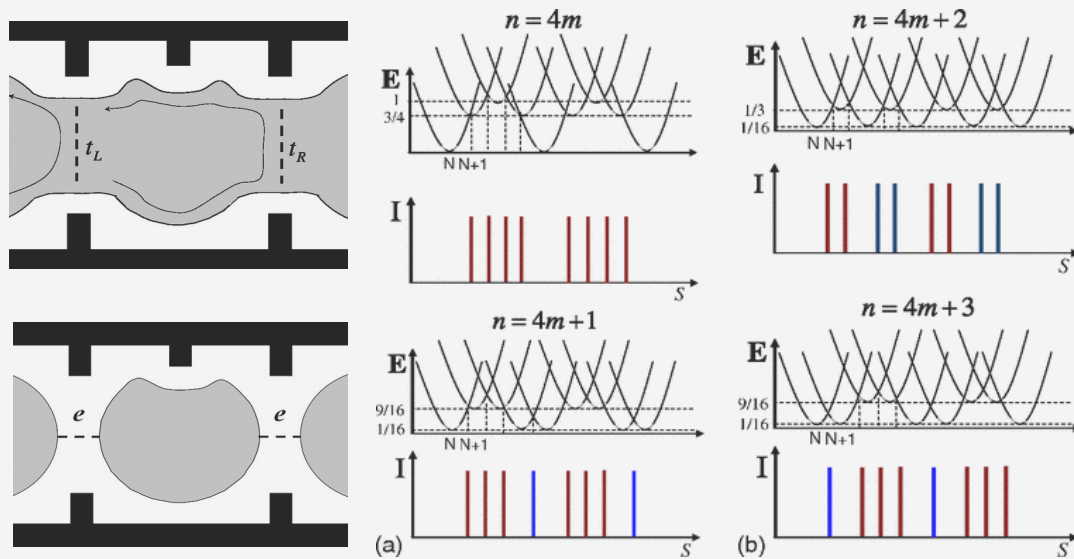 t_L
t_R
e
e
n = 4m
E
1
3/4
N N+1
I
S
n = 4m+1
E
9/16
1/16
N N+1
I
(a)
S
n = 4m+2
E
1/3
1/16
N N+1
I
S
n = 4m+3
E
9/16
1/16
N N+1
I
(b)
S